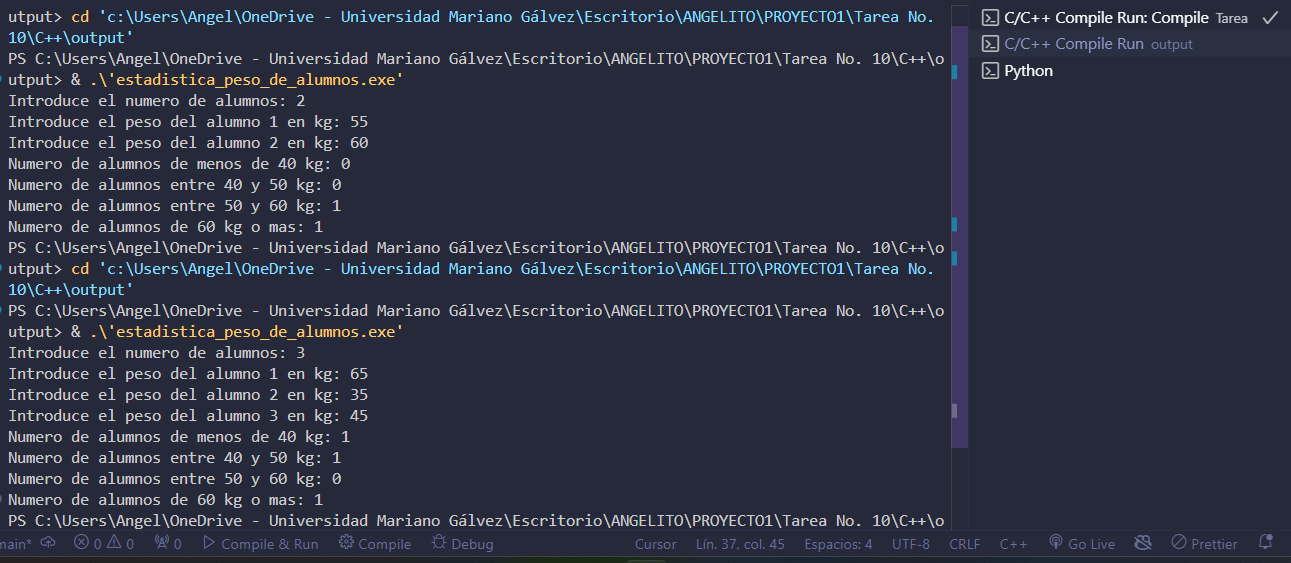 utput> cd 'c:\Users\Angel\OneDrive - Universidad Mariano Gálvez\Escritorio\ANGELITO\PROYECTO1\Tarea No.
10\C++\output'
PS C:\Users\Angel\OneDrive - Universidad Mariano Gálvez\Escritorio\ANGELITO\PROYECTO1\Tarea No. 10\C++\o
utput> & .\'estadistica_peso_de_alumnos.exe'
Introduce el numero de alumnos: 2
Introduce el peso del alumno 1 en kg: 55
Introduce el peso del alumno 2 en kg: 60
Numero de alumnos de menos de 40 kg: 0
Numero de alumnos entre 40 y 50 kg: 0
Numero de alumnos entre 50 y 60 kg: 1
Numero de alumnos de 60 kg o mas: 1
PS C:\Users\Angel\OneDrive - Universidad Mariano Gálvez\Escritorio\ANGELITO\PROYECTO1\Tarea No. 10\C++\o
utput> cd 'c:\Users\Angel\OneDrive - Universidad Mariano Gálvez\Escritorio\ANGELITO\PROYECTO1\Tarea No.
10\C++\output'
PS C:\Users\Angel\OneDrive - Universidad Mariano Gálvez\Escritorio\ANGELITO\PROYECTO1\Tarea No. 10\C++\o
utput> & .\'estadistica_peso_de_alumnos.exe'
Introduce el numero de alumnos: 3
Introduce el peso del alumno 1 en kg: 65
Introduce el peso del alumno 2 en kg: 35
Introduce el peso del alumno 3 en kg: 45
Numero de alumnos de menos de 40 kg: 1
Numero de alumnos entre 40 y 50 kg: 1
Numero de alumnos entre 50 y 60 kg: 0
Numero de alumnos de 60 kg o mas: 1
PS C:\Users\Angel\OneDrive - Universidad Mariano Gálvez\Escritorio\ANGELITO\PROYECTO1\Tarea No. 10\C++\o
C/C++ Compile Run: Compile Tarea
C/C++ Compile Run output
Python
main* 0 0 0 Compile & Run Compile Debug Cursor Lín. 37, col. 45 Espacios: 4 UTF-8 CRLF C++ Go Live Prettier